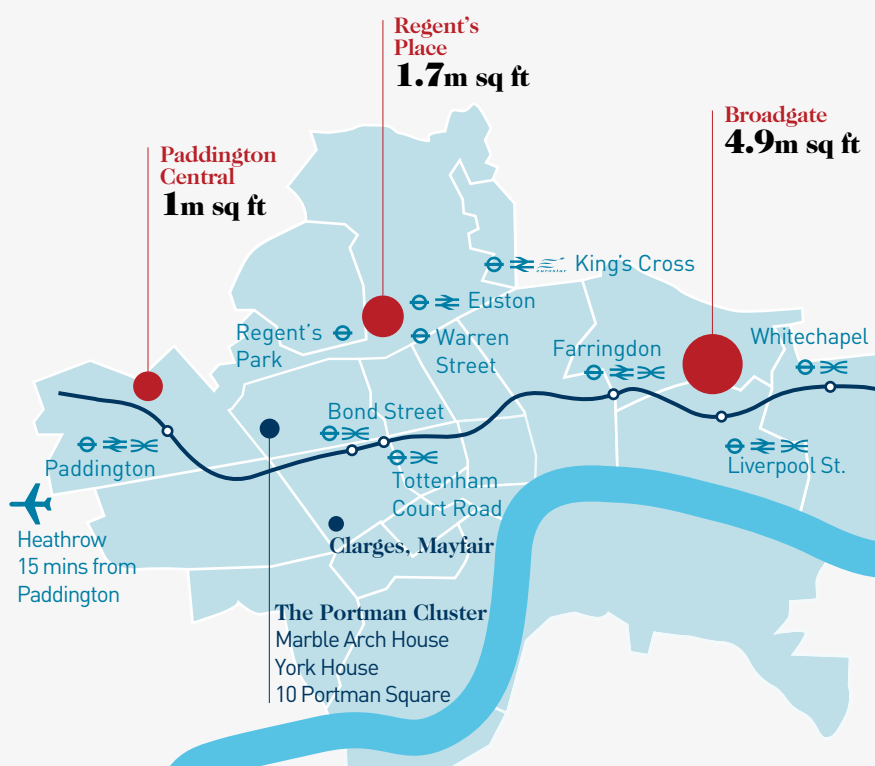 Regent's
Place
1.7m sq ft
Broadgate
4.9m sq ft
Paddington
Central
1m sq ft
King's Cross
eurostar
Euston
Regent's
Park
Warren
Street
Farringdon
Whitechapel
Bond Street
Paddington
Tottenham
Court Road
Liverpool St.
Heathrow
15 mins from
Paddington
Clarges, Mayfair
The Portman Cluster
Marble Arch House
York House
10 Portman Square